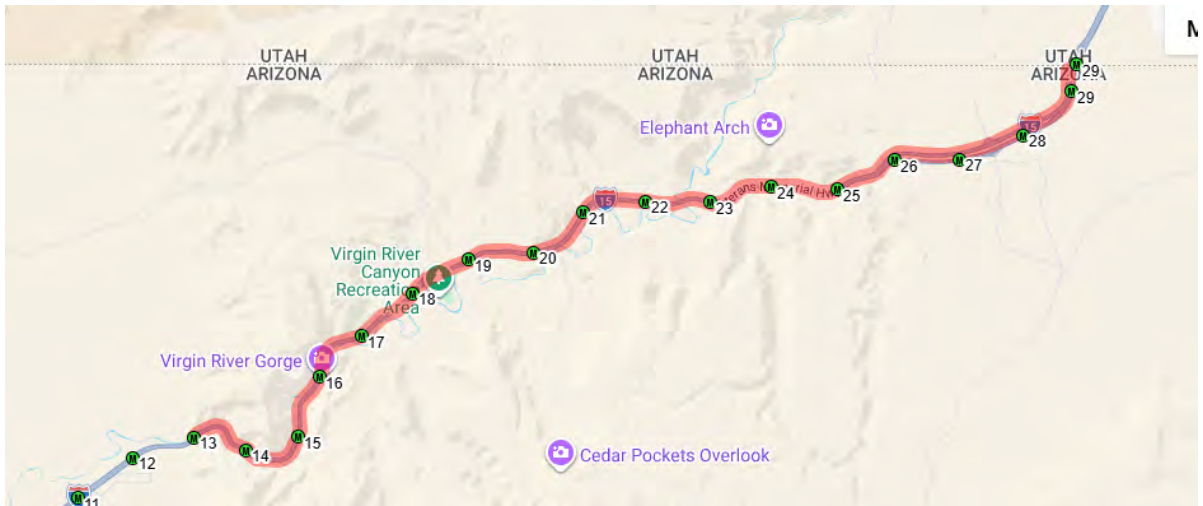 M
UTAH
ARIZONA
UTAH
ARIZONA
UTAH
ARIZONA
29
29
15
28
Elephant Arch
27
26
25
24
Memorial Hwy
23
22
15
21
20
19
Virgin River
Canyon
Recreation
Area
18
17
Virgin River Gorge
16
15
14
13
12
11
Cedar Pockets Overlook